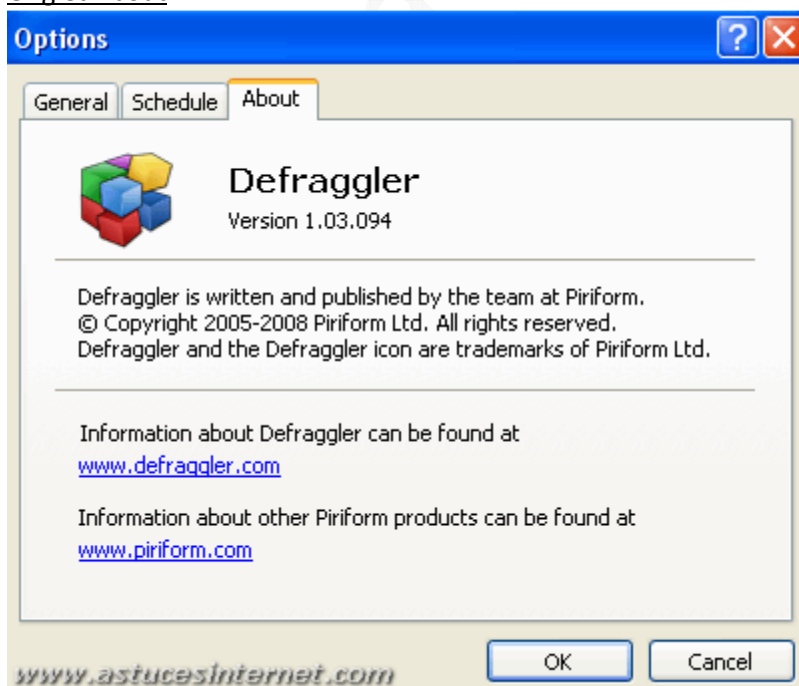 Options
General Schedule About
Defraggler
Version 1.03.094
Defraggler is written and published by the team at Piriform.
© Copyright 2005-2008 Piriform Ltd. All rights reserved.
Defraggler and the Defraggler icon are trademarks of Piriform Ltd.
Information about Defraggler can be found at
www.defraggler.com
Information about other Piriform products can be found at
www.piriform.com
OK Cancel
www.astucesinternet.com